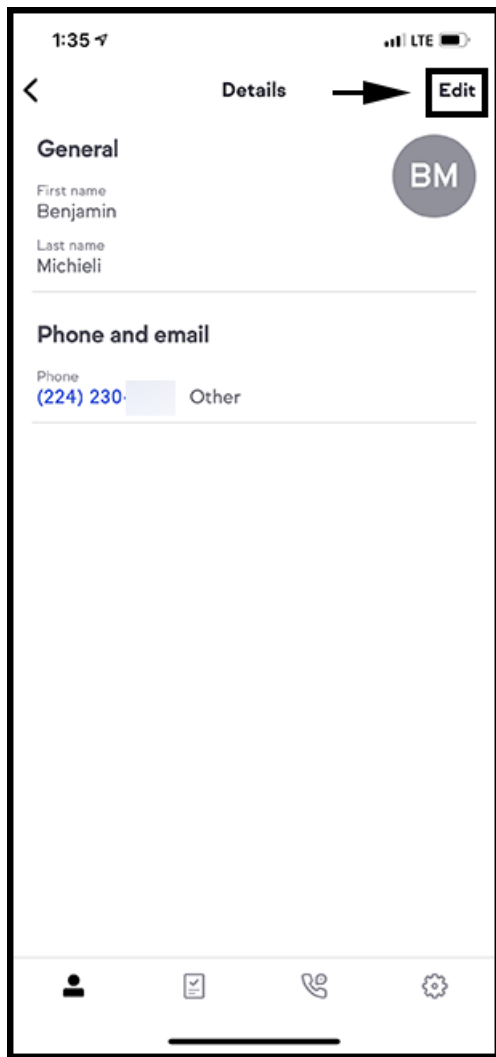 1:35 LTE
Details Edit
General
BM
First name
Benjamin
Last name
Michieli
Phone and email
Phone
(224) 230- Other